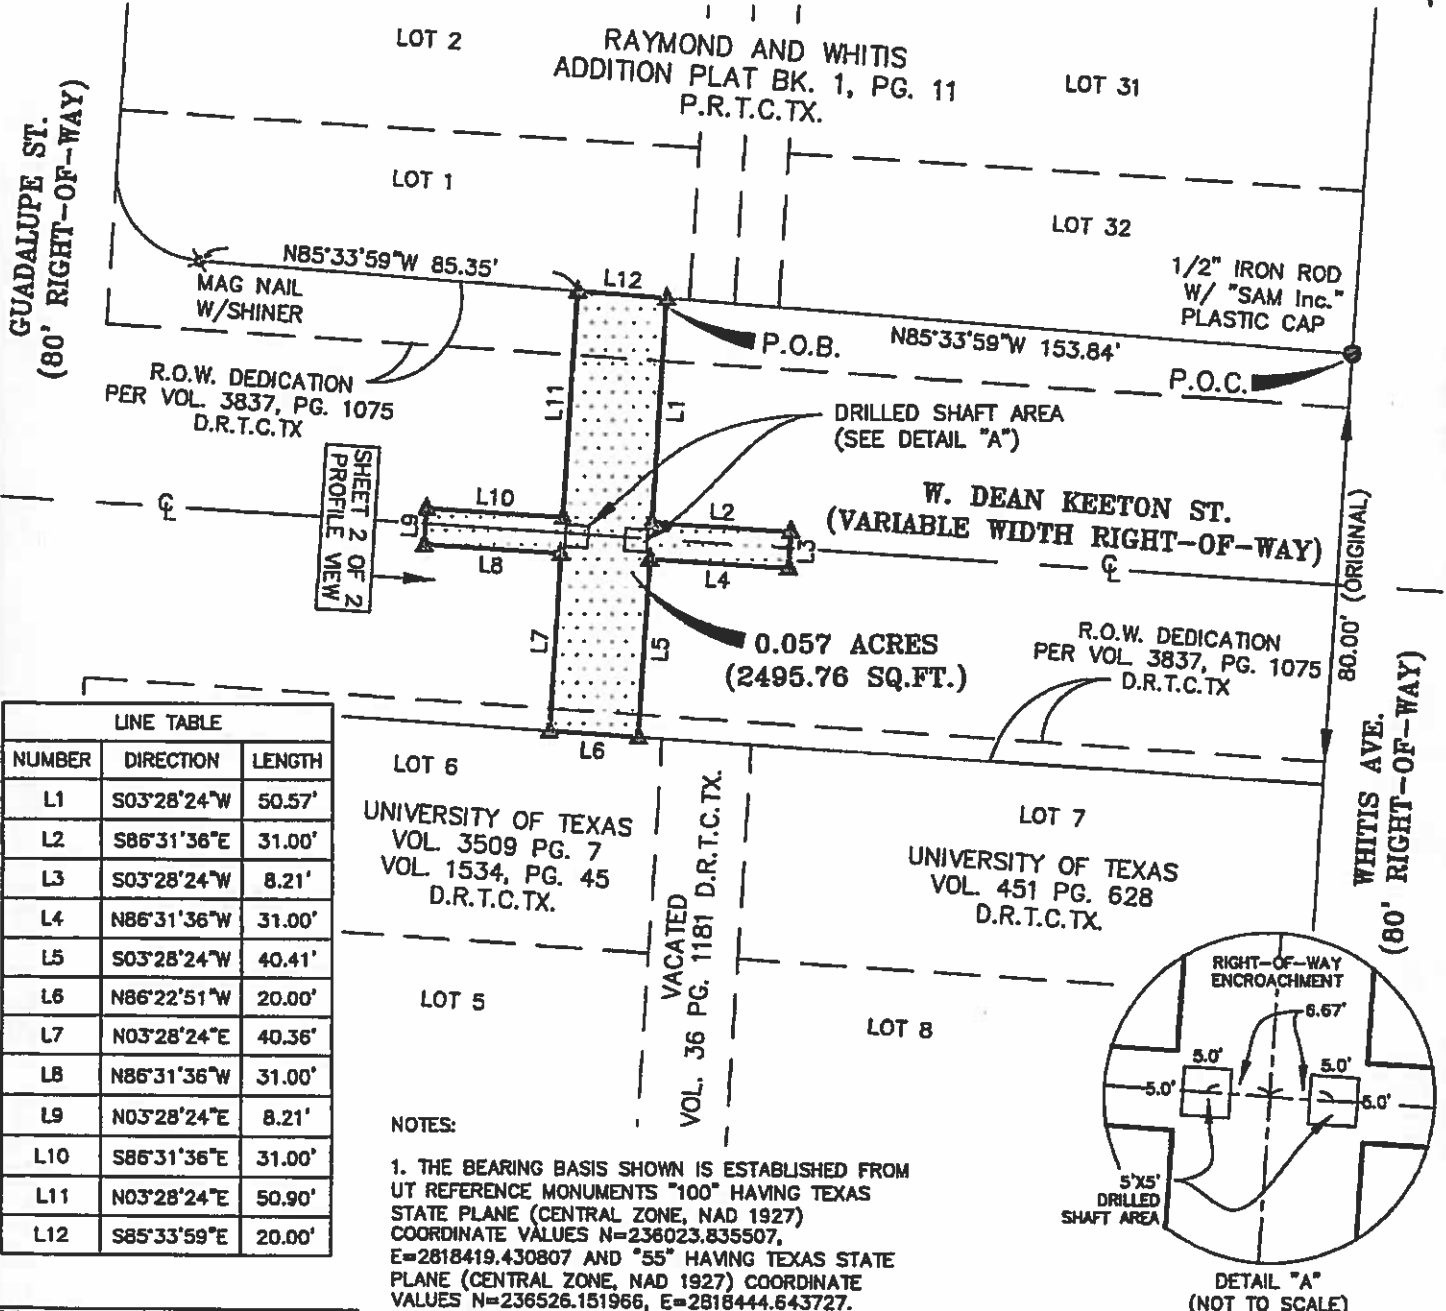 LOT 2
RAYMOND AND WHITIS
ADDITION PLAT BK. 1, PG. 11
P.R.T.C.TX.
LOT 31
GUADALUPE ST.
(80' RIGHT-OF-WAY)
LOT 1
LOT 32
N85°33'59"W 85.35'
MAG NAIL
W/SHINER
L12
1/2" IRON ROD
W/ "SAM Inc."
PLASTIC CAP
P.O.B.
N85°33'59"W 153.84'
P.O.C.
R.O.W. DEDICATION
PER VOL. 3837, PG. 1075
D.R.T.C.TX
L11
L1
DRILLED SHAFT AREA
(SEE DETAIL "A")
SHEET 2 OF 2
PROFILE VIEW
L10
L9
L8
L2
L3
L4
W. DEAN KEETON ST.
(VARIABLE WIDTH RIGHT-OF-WAY)
80.00' (ORIGINAL)
L7
L5
0.057 ACRES
(2495.76 SQ.FT.)
R.O.W. DEDICATION
PER VOL 3837, PG. 1075
D.R.T.C.TX
WHITIS AVE.
(80' RIGHT-OF-WAY)
L6
LINE TABLE
NUMBER DIRECTION LENGTH
L1 S03°28'24"W 50.57'
L2 S86°31'36"E 31.00'
L3 S03°28'24"W 8.21'
L4 N86°31'36"W 31.00'
L5 S03°28'24"W 40.41'
L6 N86°22'51"W 20.00'
L7 N03°28'24"E 40.36'
L8 N86°31'36"W 31.00'
L9 N03°28'24"E 8.21'
L10 S86°31'36"E 31.00'
L11 N03°28'24"E 50.90'
L12 S85°33'59"E 20.00'
LOT 6
UNIVERSITY OF TEXAS
VOL. 3509 PG. 7
VOL. 1534, PG. 45
D.R.T.C.TX.
VACATED
VOL. 36 PG. 1181 D.R.T.C.TX.
LOT 7
UNIVERSITY OF TEXAS
VOL. 451 PG. 628
D.R.T.C.TX.
LOT 5
LOT 8
NOTES:
1. THE BEARING BASIS SHOWN IS ESTABLISHED FROM
UT REFERENCE MONUMENTS "100" HAVING TEXAS
STATE PLANE (CENTRAL ZONE, NAD 1927)
COORDINATE VALUES N=236023.835507,
E=2818419.430807 AND "55" HAVING TEXAS STATE
PLANE (CENTRAL ZONE, NAD 1927) COORDINATE
VALUES N=236526.151966, E=2818444.643727.
RIGHT-OF-WAY
ENCROACHMENT
6.67'
5.0'
5.0'
5.0'
5.0'
5'X5'
DRILLED
SHAFT AREA
DETAIL "A"
(NOT TO SCALE)